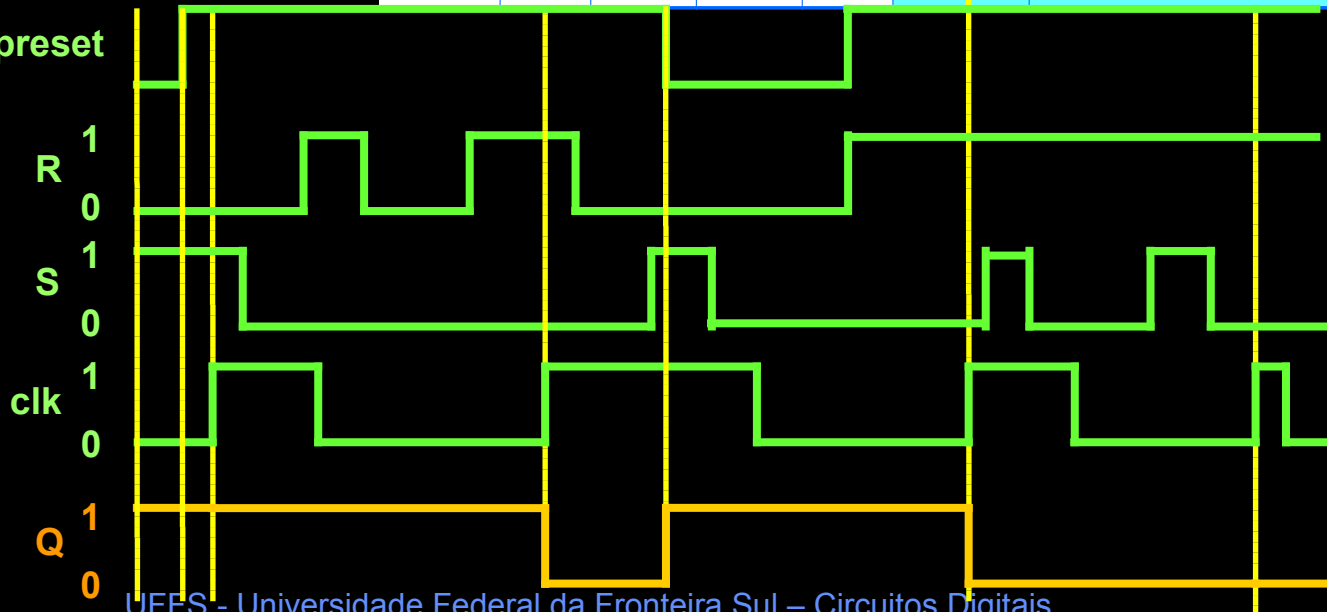 preset
1
R
0
1
S
0
1
clk
0
1
Q
0
UFFS - Universidade Federal da Fronteira Sul – Circuitos Digitais